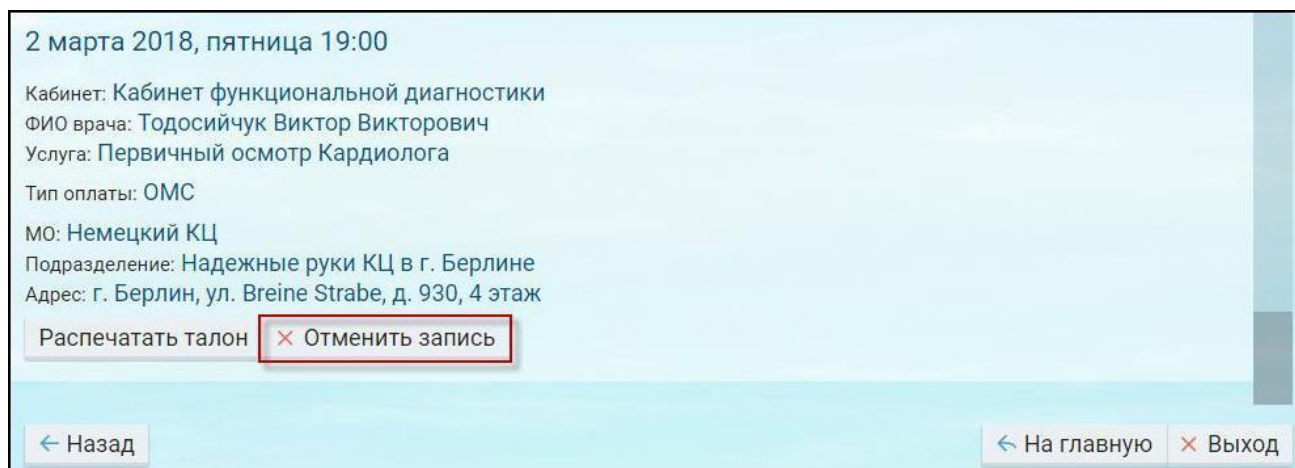 2 марта 2018, пятница 19:00
Кабинет: Кабинет функциональной диагностики
ФИО врача: Тодосийчук Виктор Викторович
Услуга: Первичный осмотр Кардиолога
Тип оплаты: ОМС
МО: Немецкий КЦ
Подразделение: Надежные руки КЦ в г. Берлине
Адрес: г. Берлин, ул. Breine Strabe, д. 930, 4 этаж
Распечатать талон × Отменить запись
← Назад На главную × Выход